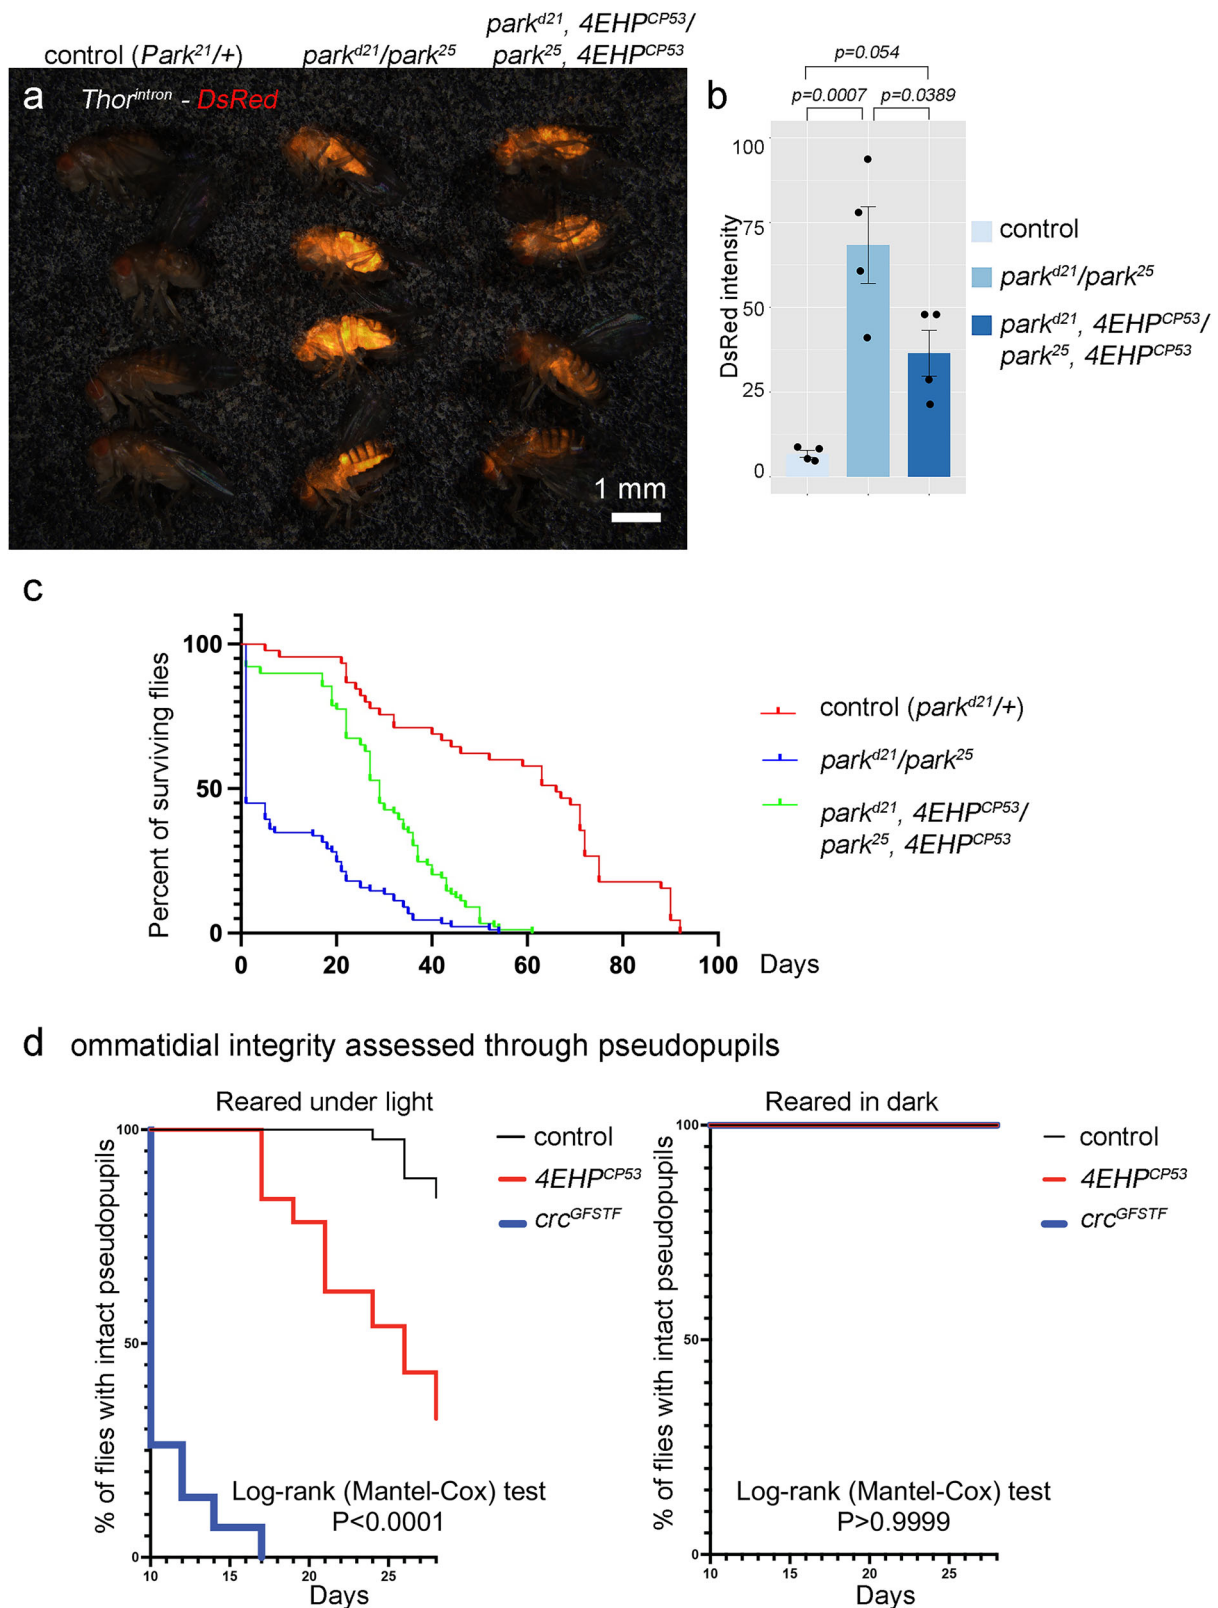 control (Park²¹/+)
parkᵈ²¹/park²⁵
parkᵈ²¹, 4EHPᶜᴾ⁵³/
park²⁵, 4EHPᶜᴾ⁵³
a
Thorⁱⁿᵗʳᵒⁿ - DsRed
1 mm
b
p=0.054
p=0.0007
p=0.0389
DsRed intensity
100
75
50
25
0
control
parkᵈ²¹/park²⁵
parkᵈ²¹, 4EHPᶜᴾ⁵³/
park²⁵, 4EHPᶜᴾ⁵³
c
Percent of surviving flies
100
50
0
0 20 40 60 80 100 Days
control (parkᵈ²¹/+)
parkᵈ²¹/park²⁵
parkᵈ²¹, 4EHPᶜᴾ⁵³/
park²⁵, 4EHPᶜᴾ⁵³
d ommatidial integrity assessed through pseudopupils
Reared under light
% of flies with intact pseudopupils
100
50
0
control
4EHPᶜᴾ⁵³
crcᴳᶠˢᵀᶠ
Log-rank (Mantel-Cox) test
P<0.0001
10 15 20 25
Days
Reared in dark
% of flies with intact pseudopupils
100
50
0
control
4EHPᶜᴾ⁵³
crcᴳᶠˢᵀᶠ
Log-rank (Mantel-Cox) test
P>0.9999
10 15 20 25
Days